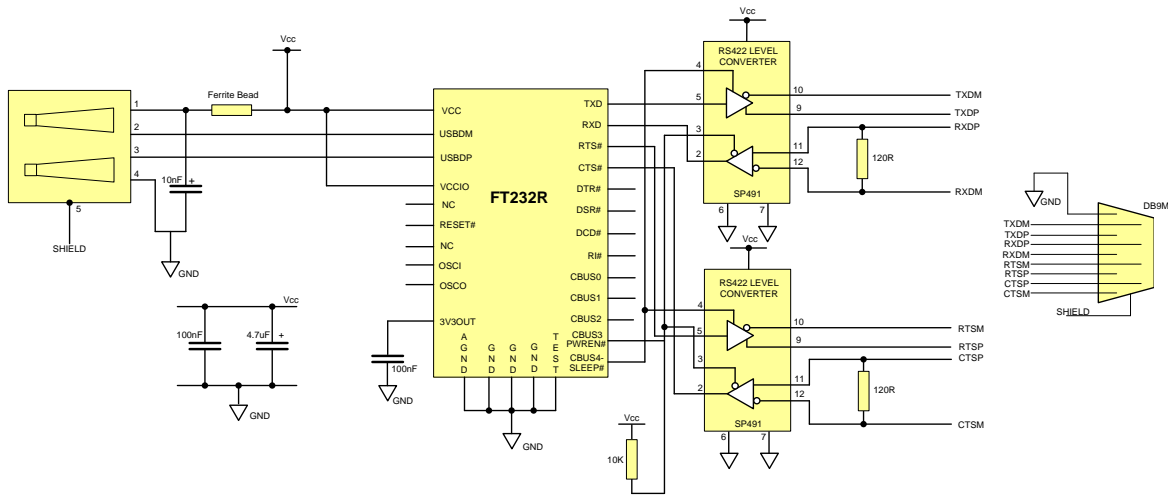 Vcc
Ferrite Bead
1
2
3
4
5
10nF
+
SHIELD
GND
Vcc
100nF
4.7uF
+
GND
FT232R
VCC
USBDM
USBDP
VCCIO
NC
RESET#
NC
OSCI
OSCO
3V3OUT
TXD
RXD
RTS#
CTS#
DTR#
DSR#
DCD#
RI#
CBUS0
CBUS1
CBUS2
CBUS3
PWREN#
CBUS4-
SLEEP#
AGND
GND
GND
GND
TEST
100nF
GND
GND
Vcc
10K
Vcc
RS422 LEVEL
CONVERTER
4
5
3
2
10
9
11
12
SP491
6
7
TXDM
TXDP
RXDP
120R
RXDM
Vcc
RS422 LEVEL
CONVERTER
4
5
3
2
10
9
11
12
SP491
6
7
RTSM
RTSP
CTSP
120R
CTSM
GND
DB9M
TXDM
TXDP
RXDP
RXDM
RTSM
RTSP
CTSP
CTSM
SHIELD